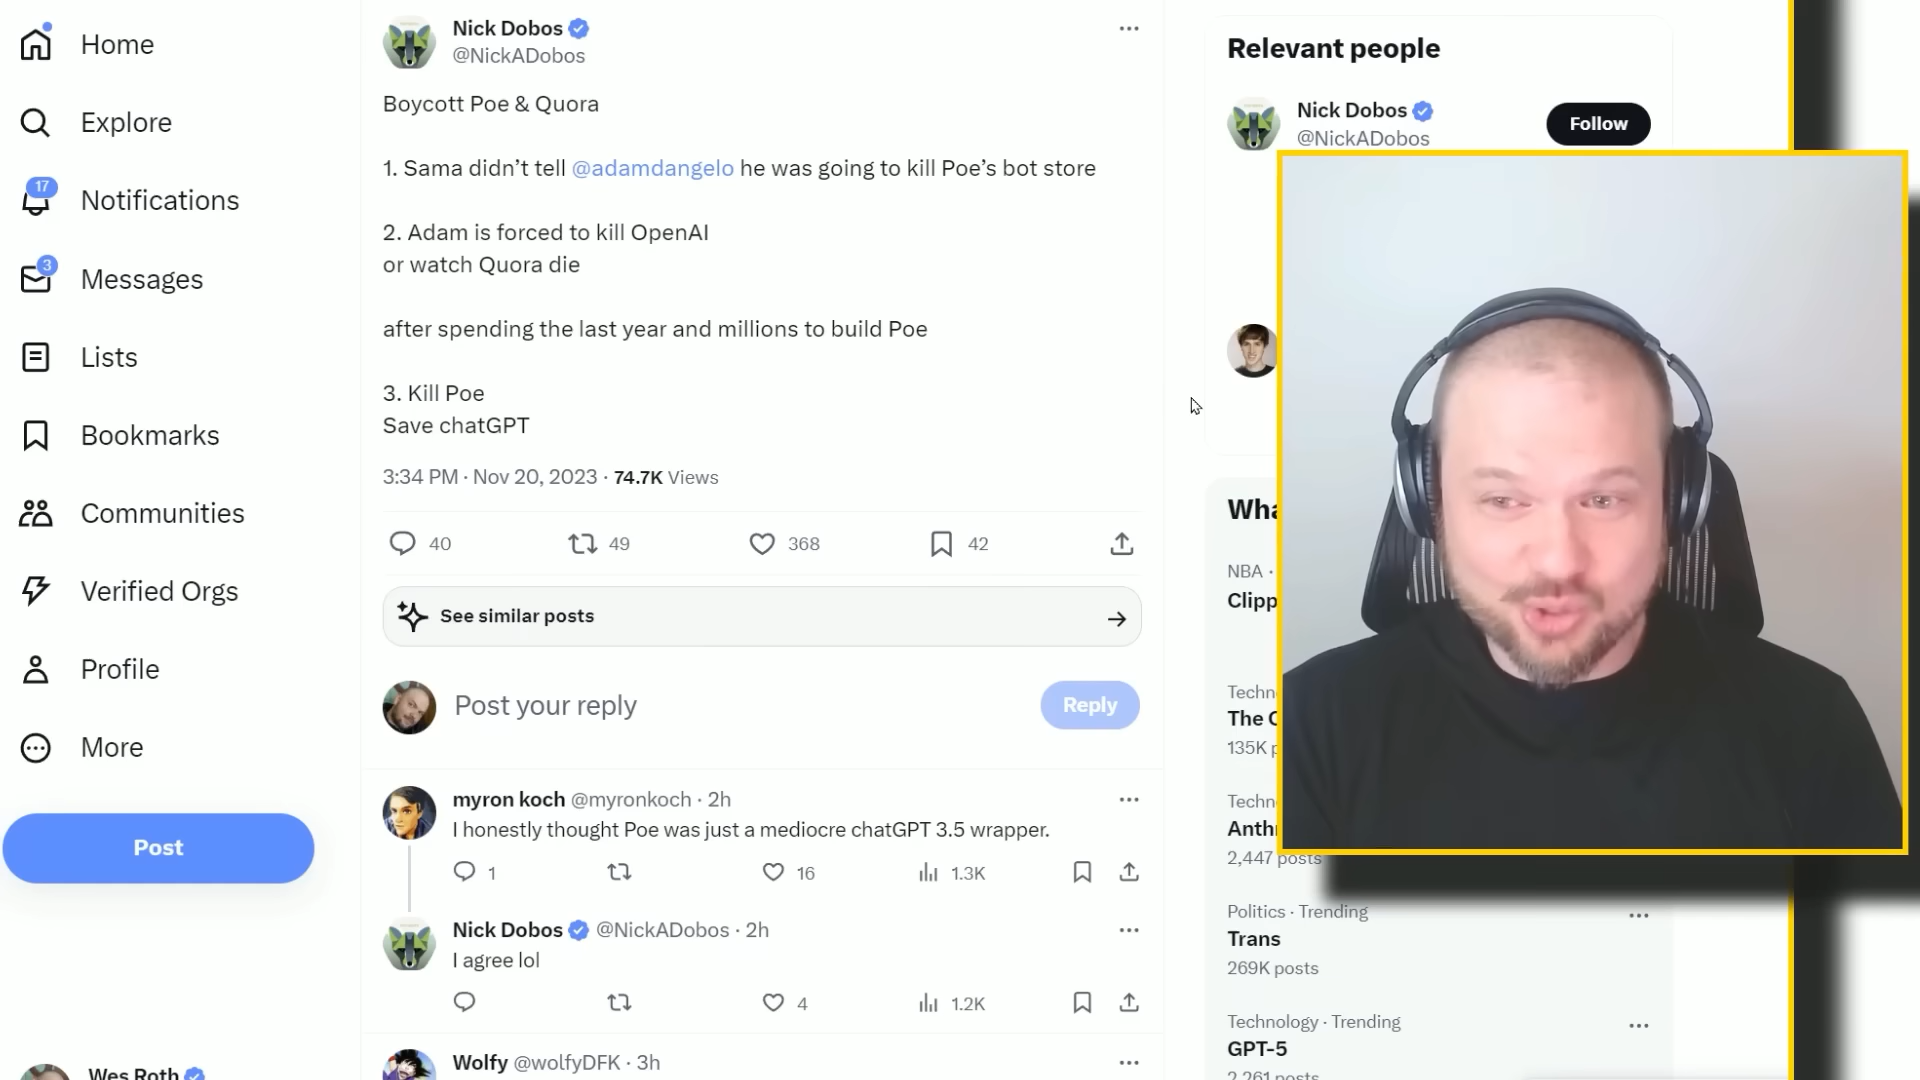 Home
Explore
17
Notifications
3
Messages
Lists
Bookmarks
Communities
Verified Orgs
Profile
More
Post
Wes Roth
Nick Dobos
@NickADobos
Boycott Poe & Quora
1. Sama didn’t tell @adamdangelo he was going to kill Poe’s bot store
2. Adam is forced to kill OpenAI
or watch Quora die
after spending the last year and millions to build Poe
3. Kill Poe
Save chatGPT
3:34 PM · Nov 20, 2023 · 74.7K Views
40 49 368 42
See similar posts
Post your reply
Reply
myron koch @myronkoch · 2h
I honestly thought Poe was just a mediocre chatGPT 3.5 wrapper.
1 16 1.3K
Nick Dobos @NickADobos · 2h
I agree lol
4 1.2K
Wolfy @wolfyDFK · 3h
Relevant people
Nick Dobos
@NickADobos
Follow
NBA ·
Clipp
Techn
The
135K
Techn
Anth
2,447 posts
Politics · Trending
Trans
269K posts
Technology · Trending
GPT-5
2,261 posts